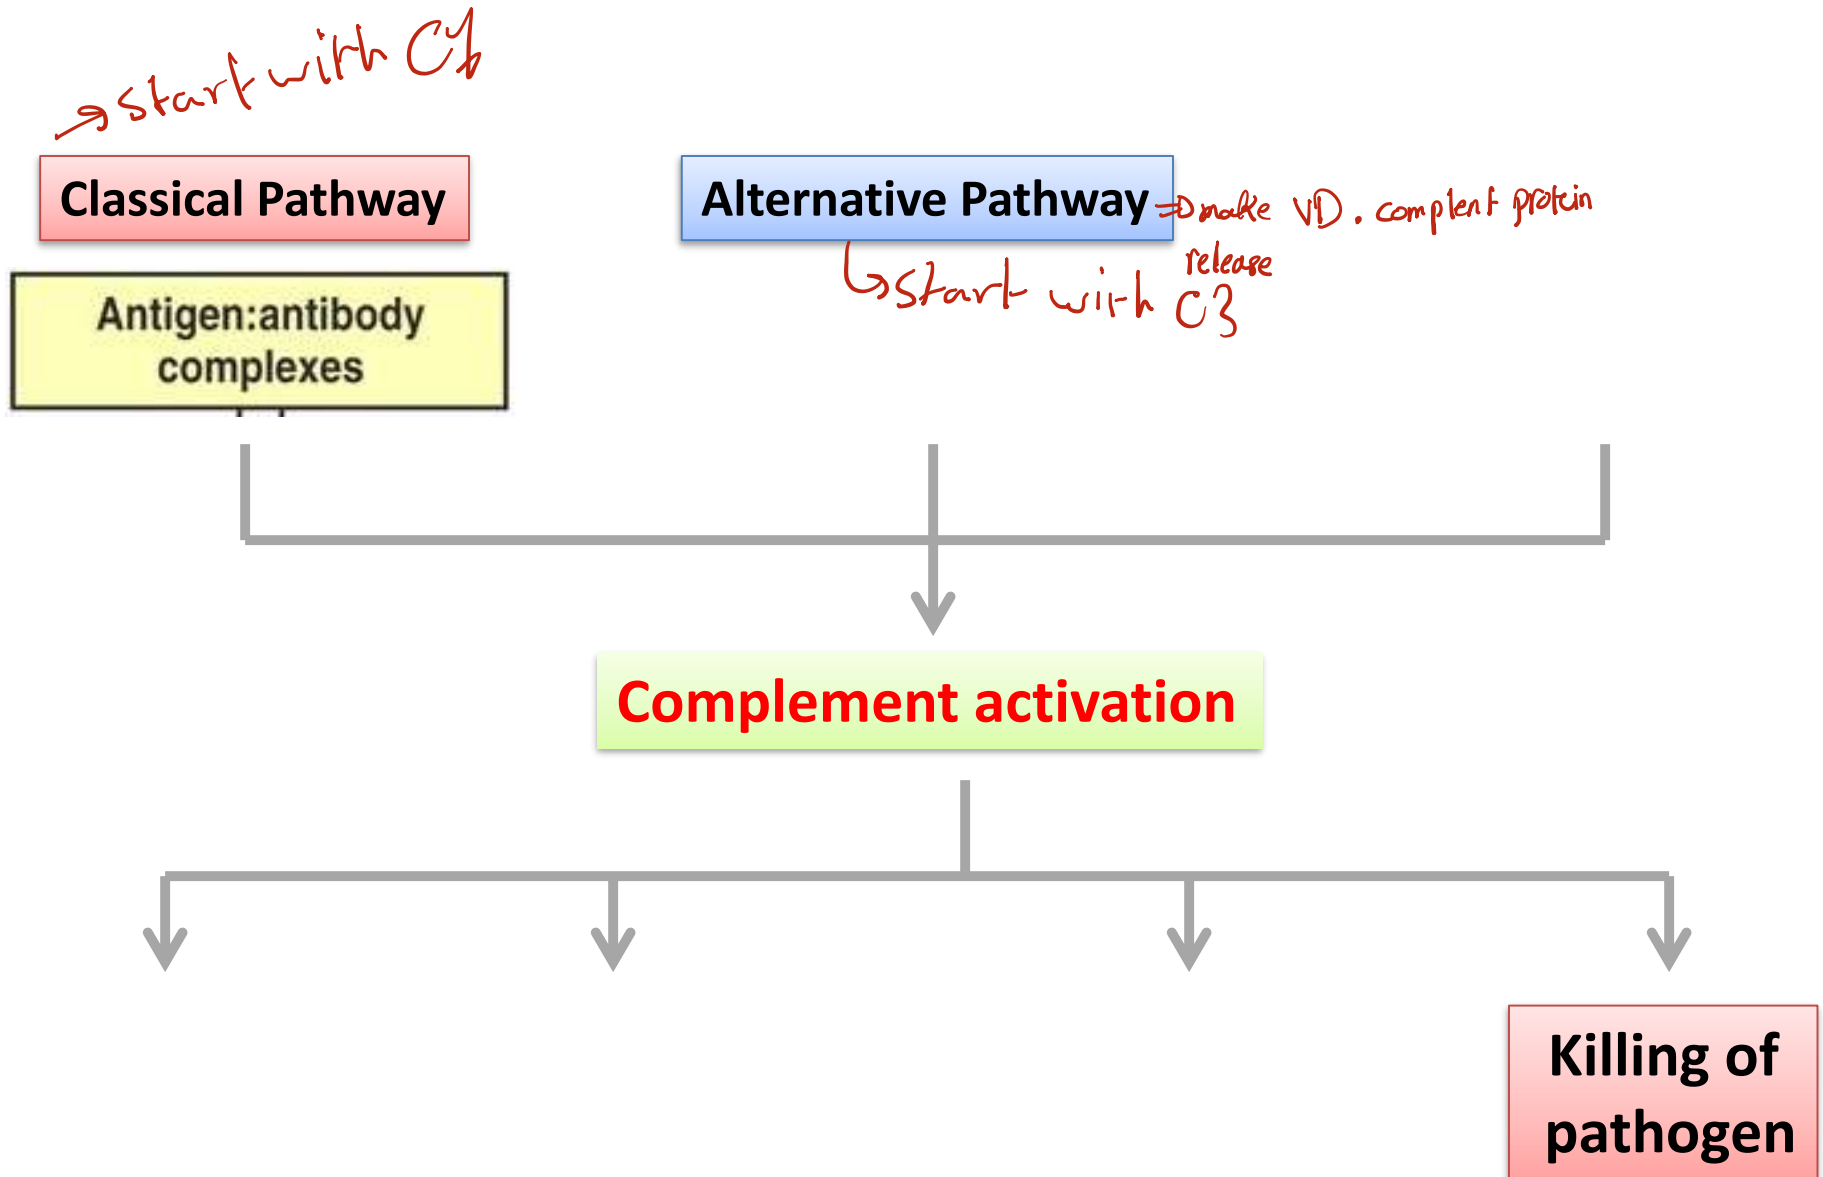 → start with C1
Classical Pathway
Alternative Pathway ⇒ make VD. complent protein
release
↳ start with C3
Antigen:antibody
complexes
Complement activation
Killing of
pathogen